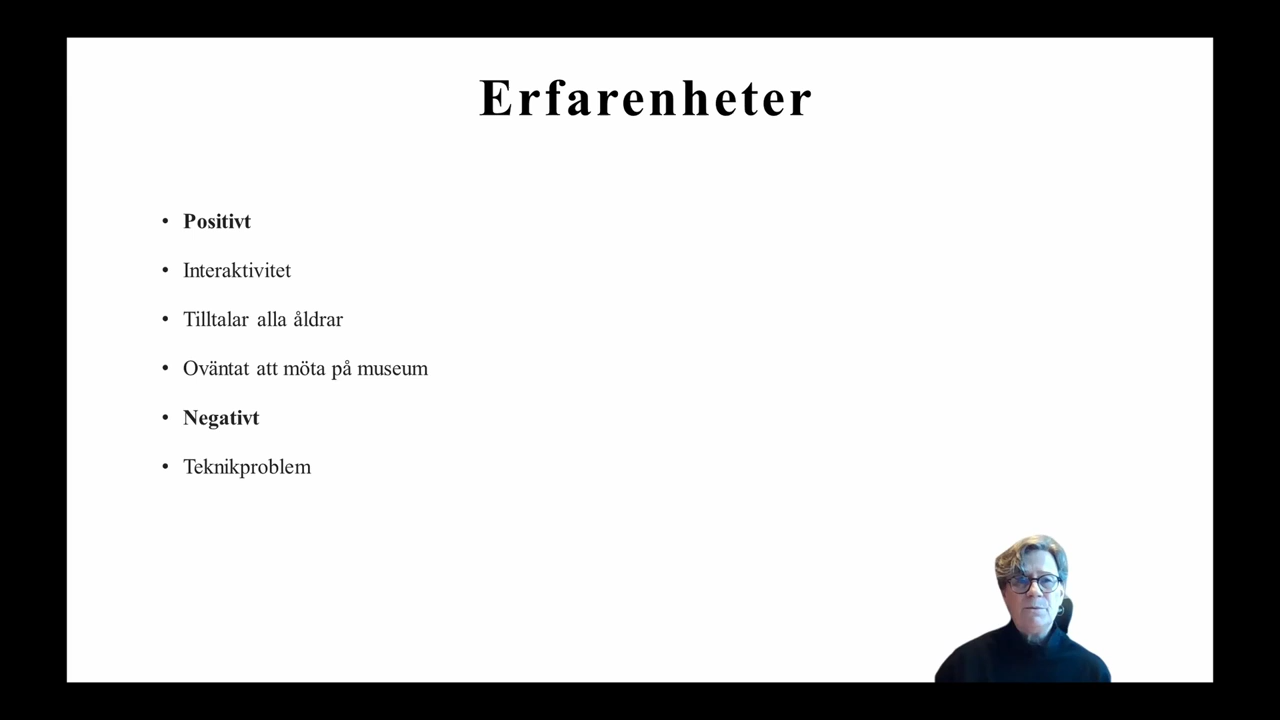 Erfarenheter
• Positivt
• Interaktivitet
• Tilltalar alla åldrar
• Oväntat att möta på museum
• Negativt
• Teknikproblem